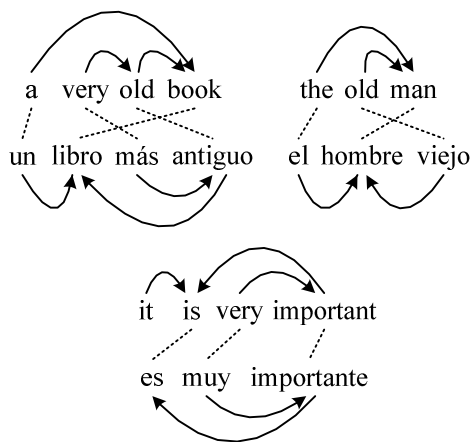 a very old book
un libro más antiguo
the old man
el hombre viejo
it is very important
es muy importante